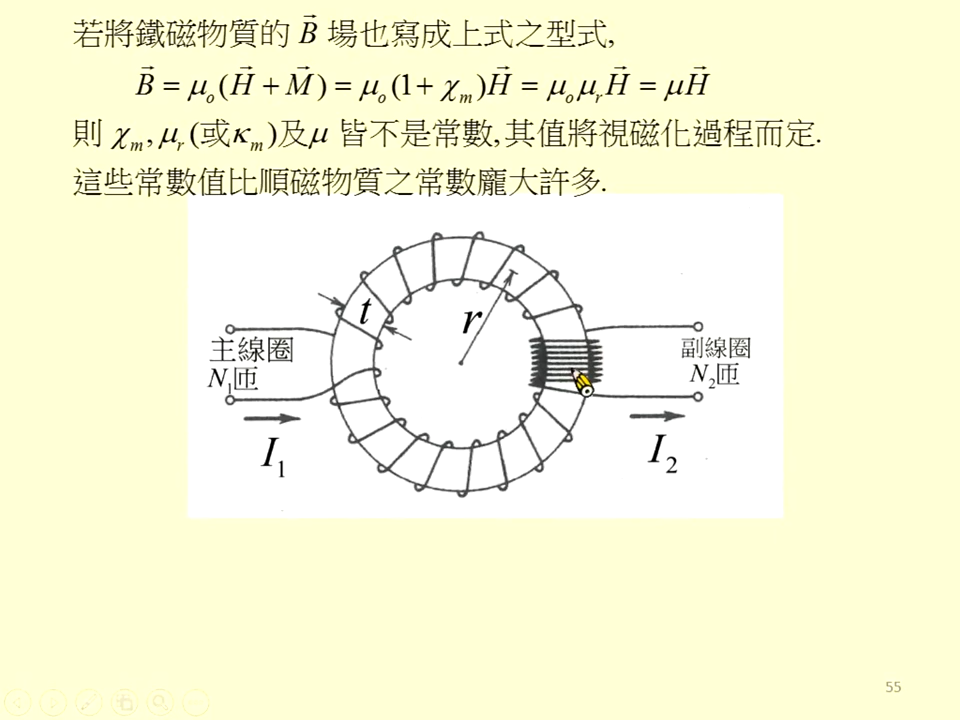 若將鐵磁物質的 B⃗ 場也寫成上式之型式,
B⃗ = μₒ(H⃗ + M⃗) = μₒ(1 + χₘ)H⃗ = μₒμᵣH⃗ = μH⃗
則 χₘ, μᵣ (或κₘ)及μ 皆不是常數, 其值將視磁化過程而定.
這些常數值比順磁物質之常數龐大許多.
t
r
主線圈
N₁匝
I₁
副線圈
N₂匝
I₂
55